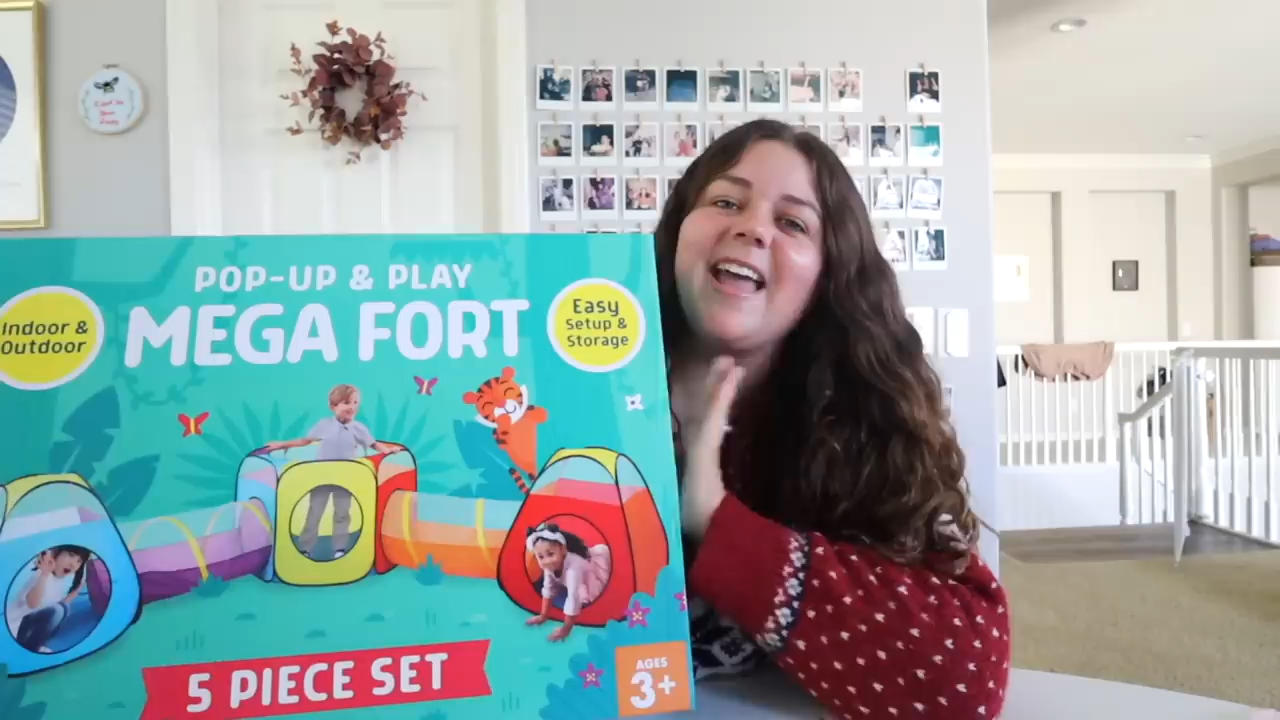 POP-UP & PLAY
MEGA FORT
Indoor &
Outdoor
Easy
Setup &
Storage
5 PIECE SET
AGES
3+